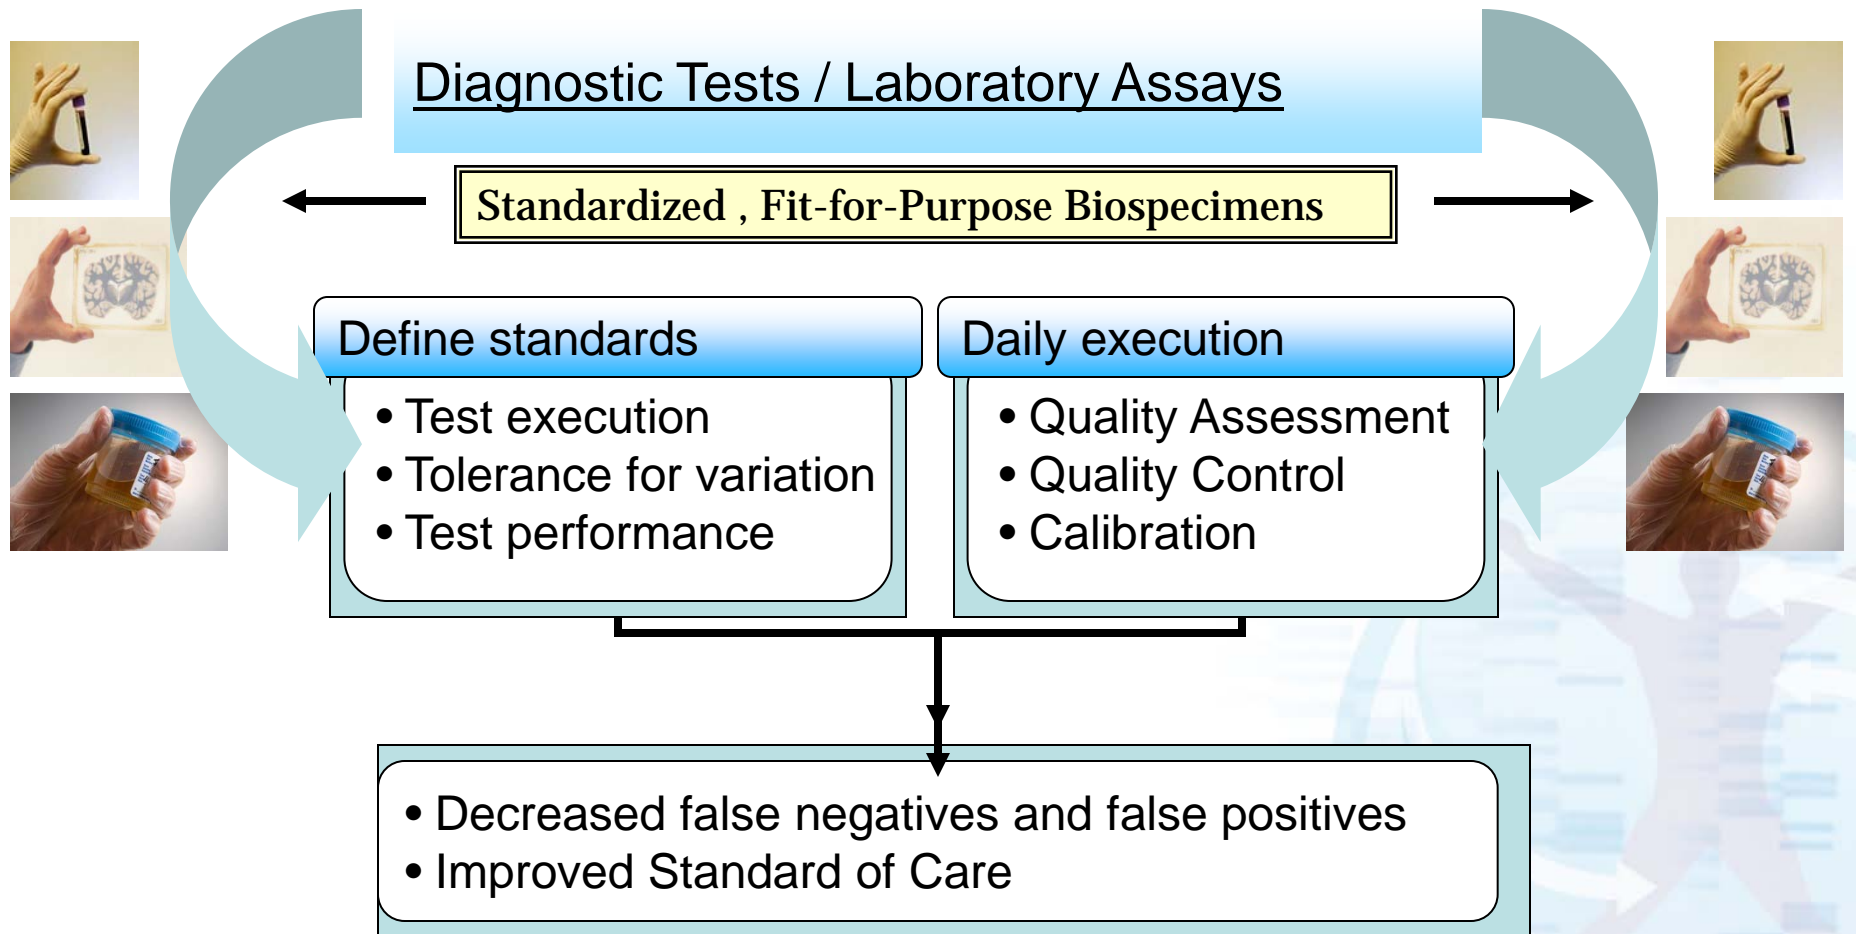 Diagnostic Tests / Laboratory Assays
Standardized , Fit-for-Purpose Biospecimens
Define standards
• Test execution
• Tolerance for variation
• Test performance
Daily execution
• Quality Assessment
• Quality Control
• Calibration
• Decreased false negatives and false positives
• Improved Standard of Care